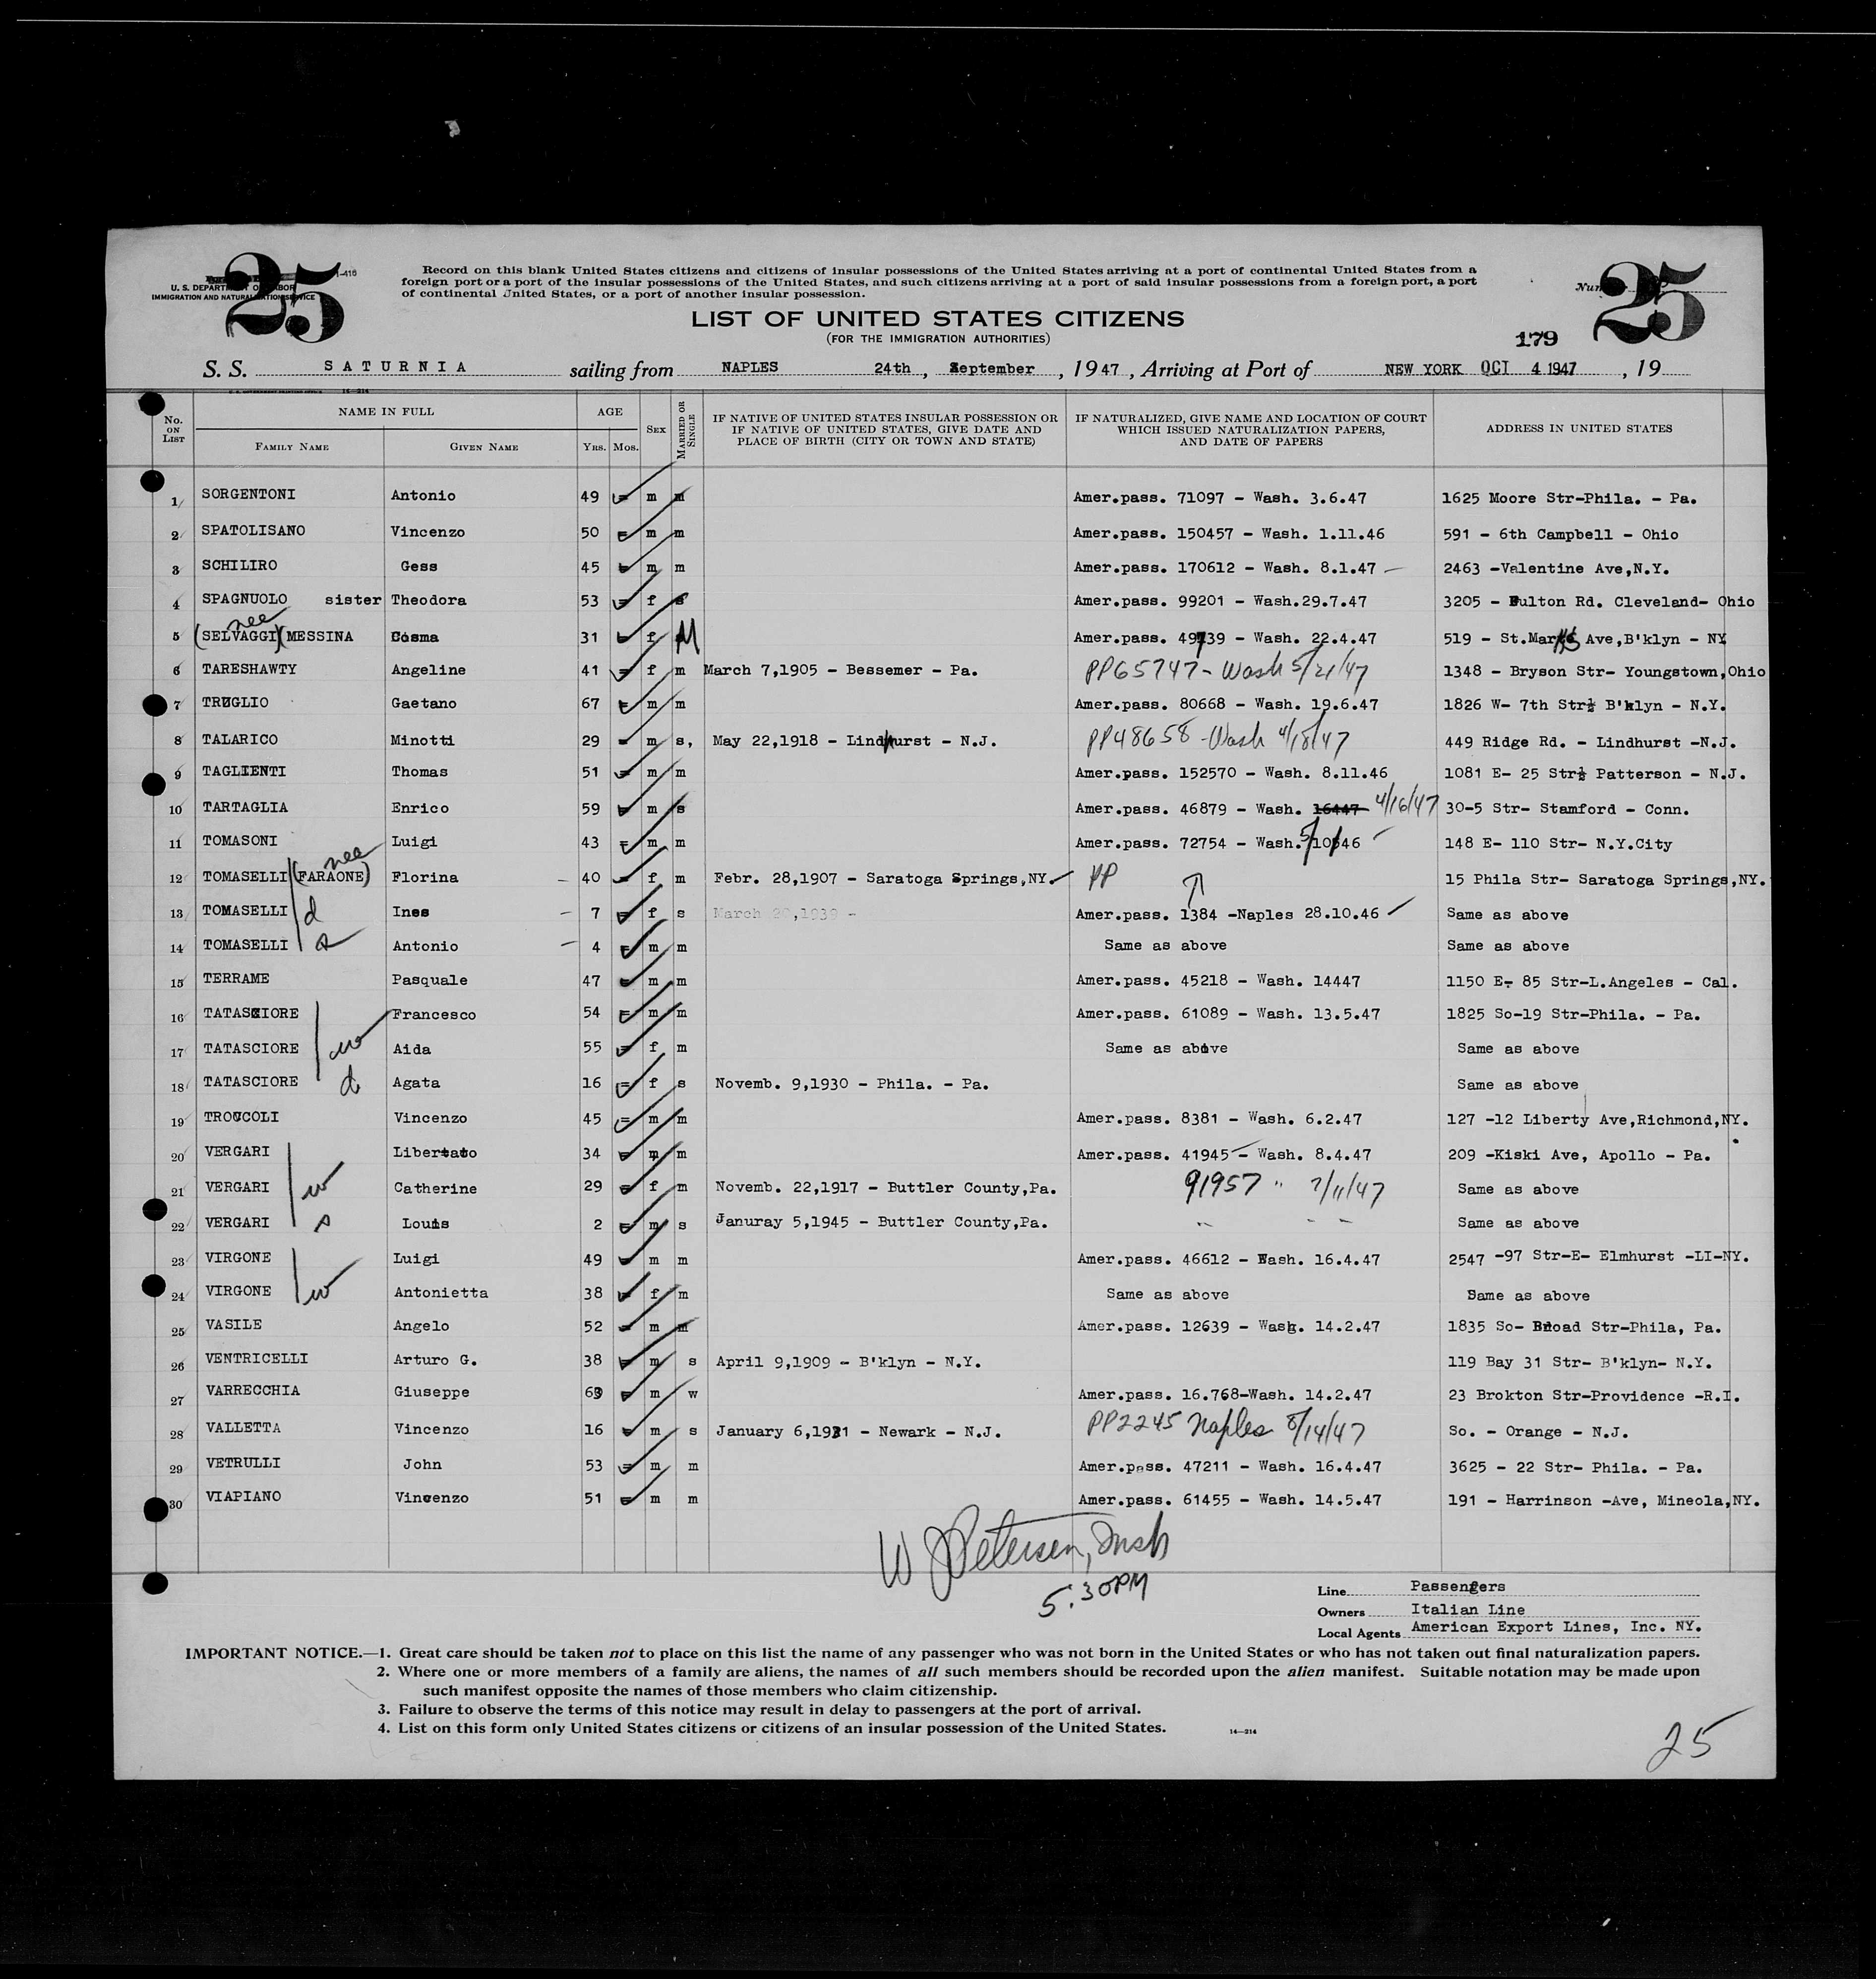 25
25
U. S. DEPARTMENT OF LABOR
IMMIGRATION AND NATURALIZATION SERVICE
Record on this blank United States citizens and citizens of insular possessions of the United States arriving at a port of continental United States from a
foreign port or a port of the insular possessions of the United States, and such citizens arriving at a port of said insular possessions from a foreign port, a port
of continental United States, or a port of another insular possession.
LIST OF UNITED STATES CITIZENS
(FOR THE IMMIGRATION AUTHORITIES)
179
S. S. SATURNIA sailing from NAPLES 24th, September, 1947, Arriving at Port of NEW YORK OCT 4 1947, 19
No. ON LIST NAME IN FULL FAMILY NAME GIVEN NAME AGE YRS. MOS. SEX MARRIED OR SINGLE IF NATIVE OF UNITED STATES INSULAR POSSESSION OR IF NATIVE OF UNITED STATES, GIVE DATE AND PLACE OF BIRTH (CITY OR TOWN AND STATE) IF NATURALIZED, GIVE NAME AND LOCATION OF COURT WHICH ISSUED NATURALIZATION PAPERS, AND DATE OF PAPERS ADDRESS IN UNITED STATES
1 SORGENTONI Antonio 49 m m Amer.pass. 71097 - Wash. 3.6.47 1625 Moore Str-Phila. - Pa.
2 SPATOLISANO Vincenzo 50 m m Amer.pass. 150457 - Wash. 1.11.46 591 - 6th Campbell - Ohio
3 SCHILIRO Gess 45 m m Amer.pass. 170612 - Wash. 8.1.47 2463 -Valentine Ave,N.Y.
4 SPAGNUOLO sister Theodora 53 f s Amer.pass. 99201 - Wash.29.7.47 3205 - Fulton Rd. Cleveland- Ohio
5 (SELVAGGI) nee (MESSINA Cosma 31 f M Amer.pass. 49739 - Wash. 22.4.47 519 - St.Marks Ave,B'klyn - NY
6 TARESHAWTY Angeline 41 f m March 7,1905 - Bessemer - Pa. PP65747 - Wash 5/21/47 1348 - Bryson Str- Youngstown,Ohio
7 TRUGLIO Gaetano 67 m m Amer.pass. 80668 - Wash. 19.6.47 1826 W- 7th Str- B'klyn - N.Y.
8 TALARICO Minotti 29 m s, May 22,1918 - Lindhurst - N.J. PP48658 - Wash 4/18/47 449 Ridge Rd. - Lindhurst -N.J.
9 TAGLIENTI Thomas 51 m m Amer.pass. 152570 - Wash. 8.11.46 1081 E- 25 Str- Patterson - N.J.
10 TARTAGLIA Enrico 59 m s Amer.pass. 46879 - Wash. 16447 4/16/47 30-5 Str- Stamford - Conn.
11 TOMASONI Luigi 43 m m Amer.pass. 72754 - Wash. 5/10/46 148 E- 110 Str- N.Y.City
12 TOMASELLI nee (FARAONE) Florina - 40 f m Febr. 28,1907 - Saratoga Springs,NY. PP 15 Phila Str- Saratoga Springs,NY.
13 TOMASELLI d Ines - 7 f s March 20,1939 - Amer.pass. 1384 -Naples 28.10.46 Same as above
14 TOMASELLI s Antonio - 4 m m Same as above Same as above
15 TERRAME Pasquale 47 m m Amer.pass. 45218 - Wash. 14447 1150 E- 85 Str-L.Angeles - Cal.
16 TATASCIORE Francesco 54 m m Amer.pass. 61089 - Wash. 13.5.47 1825 So-19 Str-Phila. - Pa.
17 TATASCIORE w Aida 55 f m Same as above Same as above
18 TATASCIORE d Agata 16 f s Novemb. 9,1930 - Phila. - Pa. Same as above
19 TROCCOLI Vincenzo 45 m m Amer.pass. 8381 - Wash. 6.2.47 127 -12 Liberty Ave,Richmond,NY.
20 VERGARI Libertato 34 m m Amer.pass. 41945 - Wash. 8.4.47 209 -Kiski Ave, Apollo - Pa.
21 VERGARI w Catherine 29 f m Novemb. 22,1917 - Buttler County,Pa. 91957 " 7/11/47 Same as above
22 VERGARI s Louis 2 m s Januray 5,1945 - Buttler County,Pa. Same as above
23 VIRGONE Luigi 49 m m Amer.pass. 46612 - Wash. 16.4.47 2547 -97 Str-E- Elmhurst -LI-NY.
24 VIRGONE w Antonietta 38 f m Same as above Same as above
25 VASILE Angelo 52 m m Amer.pass. 12639 - Wash. 14.2.47 1835 So- Broad Str-Phila, Pa.
26 VENTRICELLI Arturo G. 38 m s April 9,1909 - B'klyn - N.Y. 119 Bay 31 Str- B'klyn- N.Y.
27 VARRECCHIA Giuseppe 63 m w Amer.pass. 16.768-Wash. 14.2.47 23 Brokton Str-Providence -R.I.
28 VALLETTA Vincenzo 16 m s January 6,1931 - Newark - N.J. PP2245 Naples 8/14/47 So. - Orange - N.J.
29 VETRULLI John 53 m m Amer.pass. 47211 - Wash. 16.4.47 3625 - 22 Str- Phila. - Pa.
30 VIAPIANO Vincenzo 51 m m Amer.pass. 61455 - Wash. 14.5.47 191 - Harrinson -Ave, Mineola,NY.
W J Petersen, Insp
5:30PM
Line Passengers
Owners Italian Line
Local Agents American Export Lines, Inc. NY.
IMPORTANT NOTICE.—1. Great care should be taken not to place on this list the name of any passenger who was not born in the United States or who has not taken out final naturalization papers.
2. Where one or more members of a family are aliens, the names of all such members should be recorded upon the alien manifest. Suitable notation may be made upon
such manifest opposite the names of those members who claim citizenship.
3. Failure to observe the terms of this notice may result in delay to passengers at the port of arrival.
4. List on this form only United States citizens or citizens of an insular possession of the United States. 14—214
25